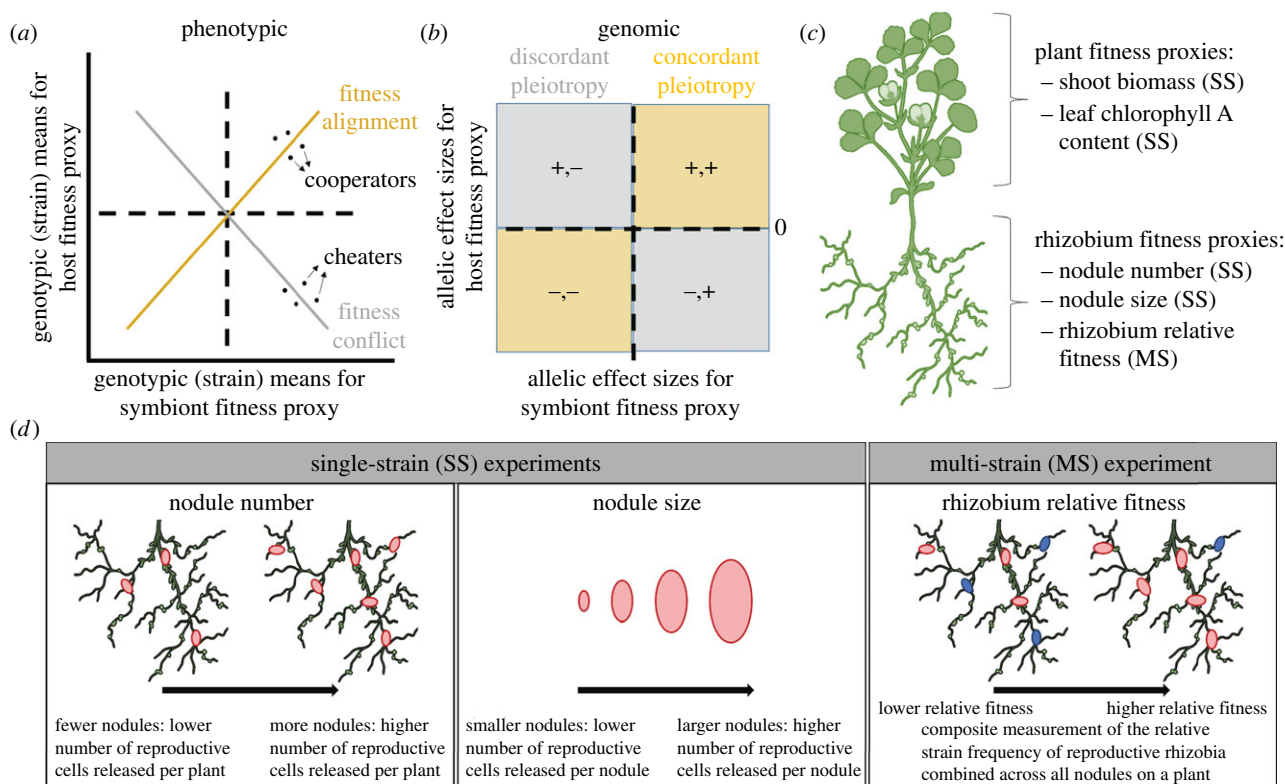 (a)
phenotypic
genotypic (strain) means for
host fitness proxy
fitness
alignment
cooperators
cheaters
fitness
conflict
genotypic (strain) means for
symbiont fitness proxy
(b)
genomic
discordant
pleiotropy
concordant
pleiotropy
allelic effect sizes for
host fitness proxy
+,–
+,+
0
–,–
–,+
allelic effect sizes for
symbiont fitness proxy
(c)
plant fitness proxies:
– shoot biomass (SS)
– leaf chlorophyll A
content (SS)
rhizobium fitness proxies:
– nodule number (SS)
– nodule size (SS)
– rhizobium relative
fitness (MS)
(d)
single-strain (SS) experiments
multi-strain (MS) experiment
nodule number
fewer nodules: lower
number of reproductive
cells released per plant
more nodules: higher
number of reproductive
cells released per plant
nodule size
smaller nodules: lower
number of reproductive
cells released per nodule
larger nodules: higher
number of reproductive
cells released per nodule
rhizobium relative fitness
lower relative fitness
higher relative fitness
composite measurement of the relative
strain frequency of reproductive rhizobia
combined across all nodules on a plant